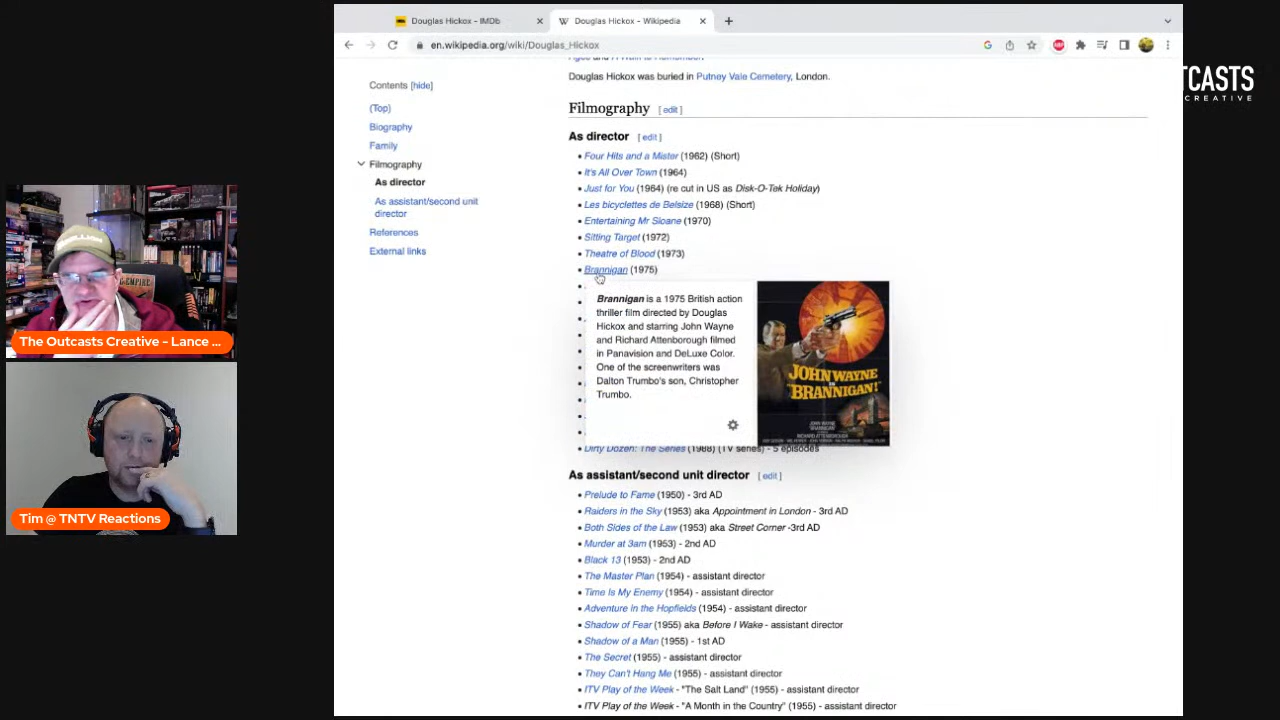 Douglas Hickox - IMDb
Douglas Hickox - Wikipedia
en.wikipedia.org/wiki/Douglas_Hickox
TCASTS
CREATIVE
Contents [hide]
(Top)
Biography
Family
Filmography
As director
As assistant/second unit
director
References
External links
Douglas Hickox was buried in Putney Vale Cemetery, London.
Filmography [ edit ]
As director [ edit ]
• Four Hits and a Mister (1962) (Short)
• It's All Over Town (1964)
• Just for You (1964) (re cut in US as Disk-O-Tek Holiday)
• Les bicyclettes de Belsize (1968) (Short)
• Entertaining Mr Sloane (1970)
• Sitting Target (1972)
• Theatre of Blood (1973)
• Brannigan (1975)
Brannigan is a 1975 British action
thriller film directed by Douglas
Hickox and starring John Wayne
and Richard Attenborough filmed
in Panavision and DeLuxe Color.
One of the screenwriters was
Dalton Trumbo's son, Christopher
Trumbo.
JOHN WAYNE
BRANNIGAN!
Dirty Dozen: The Series (1988) (TV series) - 5 episodes
As assistant/second unit director [ edit ]
• Prelude to Fame (1950) - 3rd AD
• Raiders in the Sky (1953) aka Appointment in London - 3rd AD
• Both Sides of the Law (1953) aka Street Corner -3rd AD
• Murder at 3am (1953) - 2nd AD
• Black 13 (1953) - 2nd AD
• The Master Plan (1954) - assistant director
• Time Is My Enemy (1954) - assistant director
• Adventure in the Hopfields (1954) - assistant director
• Shadow of Fear (1955) aka Before I Wake - assistant director
• Shadow of a Man (1955) - 1st AD
• The Secret (1955) - assistant director
• They Can't Hang Me (1955) - assistant director
• ITV Play of the Week - "The Salt Land" (1955) - assistant director
• ITV Play of the Week - "A Month in the Country" (1955) - assistant director
The Outcasts Creative - Lance ...
Tim @ TNTV Reactions